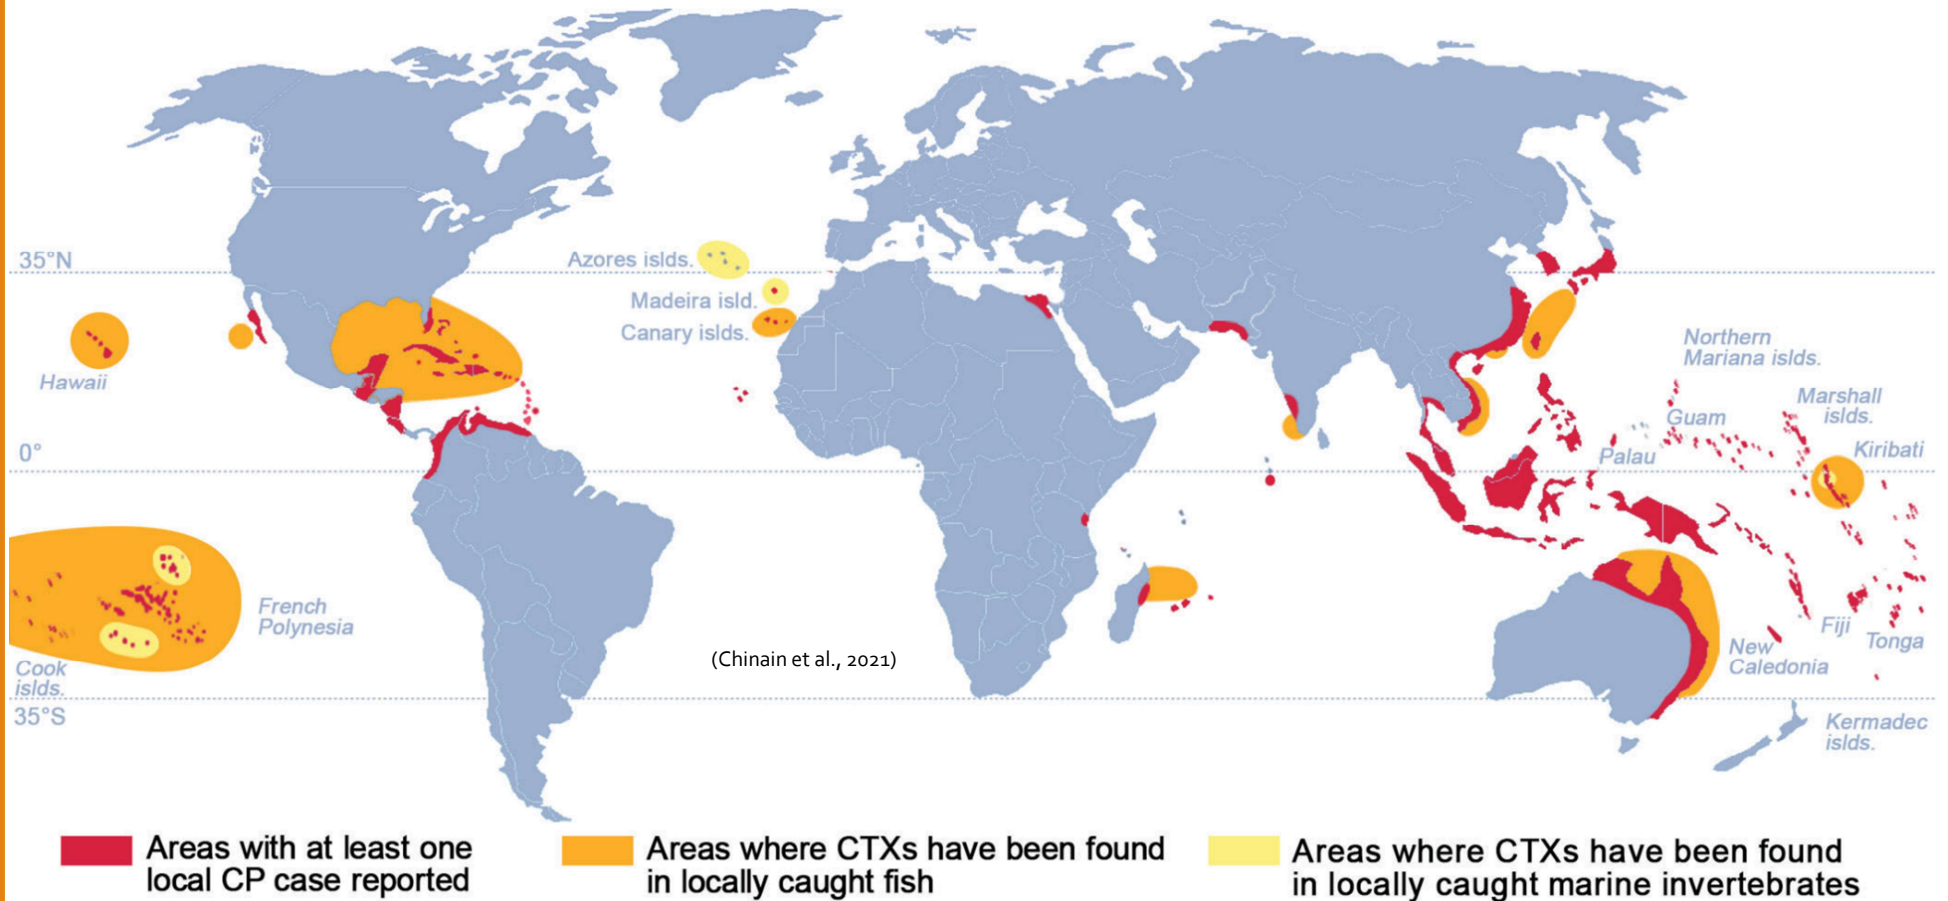 35°N
0°
35°S
Hawaii
Azores islds.
Madeira isld.
Canary islds.
French
Polynesia
Cook
islds.
(Chinain et al., 2021)
Northern
Mariana islds.
Marshall
islds.
Guam
Palau
Kiribati
Fiji
Tonga
New
Caledonia
Kermadec
islds.
Areas with at least one
local CP case reported
Areas where CTXs have been found
in locally caught fish
Areas where CTXs have been found
in locally caught marine invertebrates